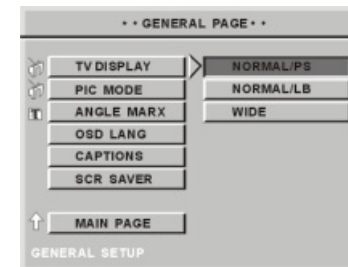 • • GENERAL PAGE • •
TV DISPLAY
NORMAL/PS
PIC MODE
NORMAL/LB
ANGLE MARX
WIDE
OSD LANG
CAPTIONS
SCR SAVER
MAIN PAGE
GENERAL SETUP